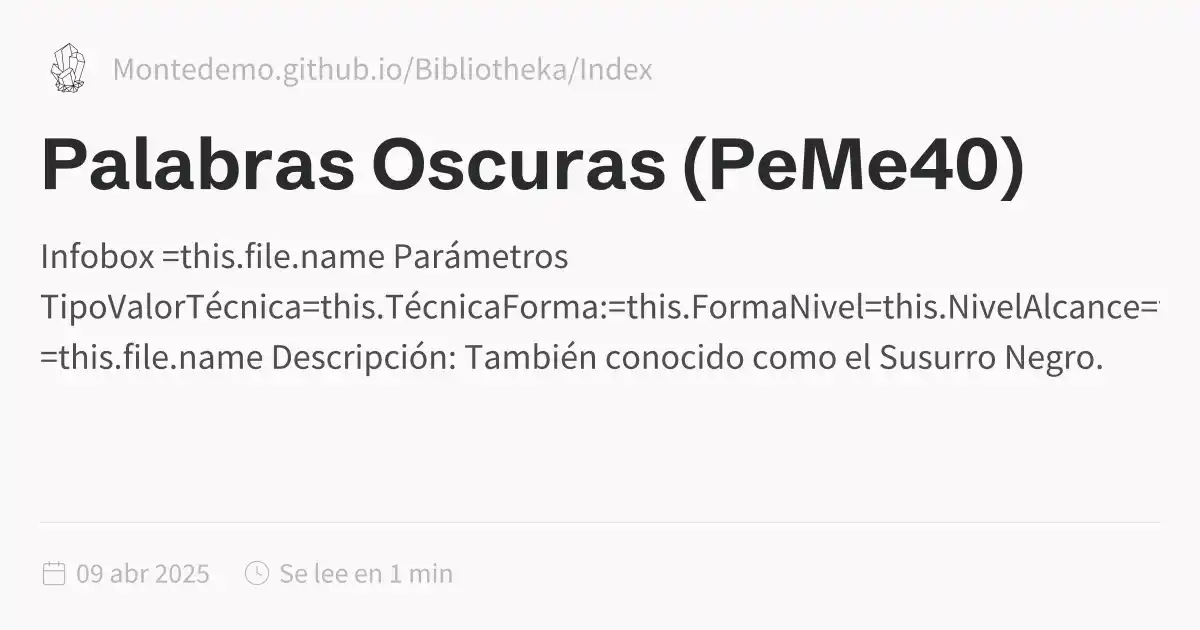 Montedemo.github.io/Bibliotheka/Index
Palabras Oscuras (PeMe40)
Infobox =this.file.name Parámetros
TipoValorTécnica=this.TécnicaForma:=this.FormaNivel=this.NivelAlcance=
=this.file.name Descripción: También conocido como el Susurro Negro.
09 abr 2025
Se lee en 1 min